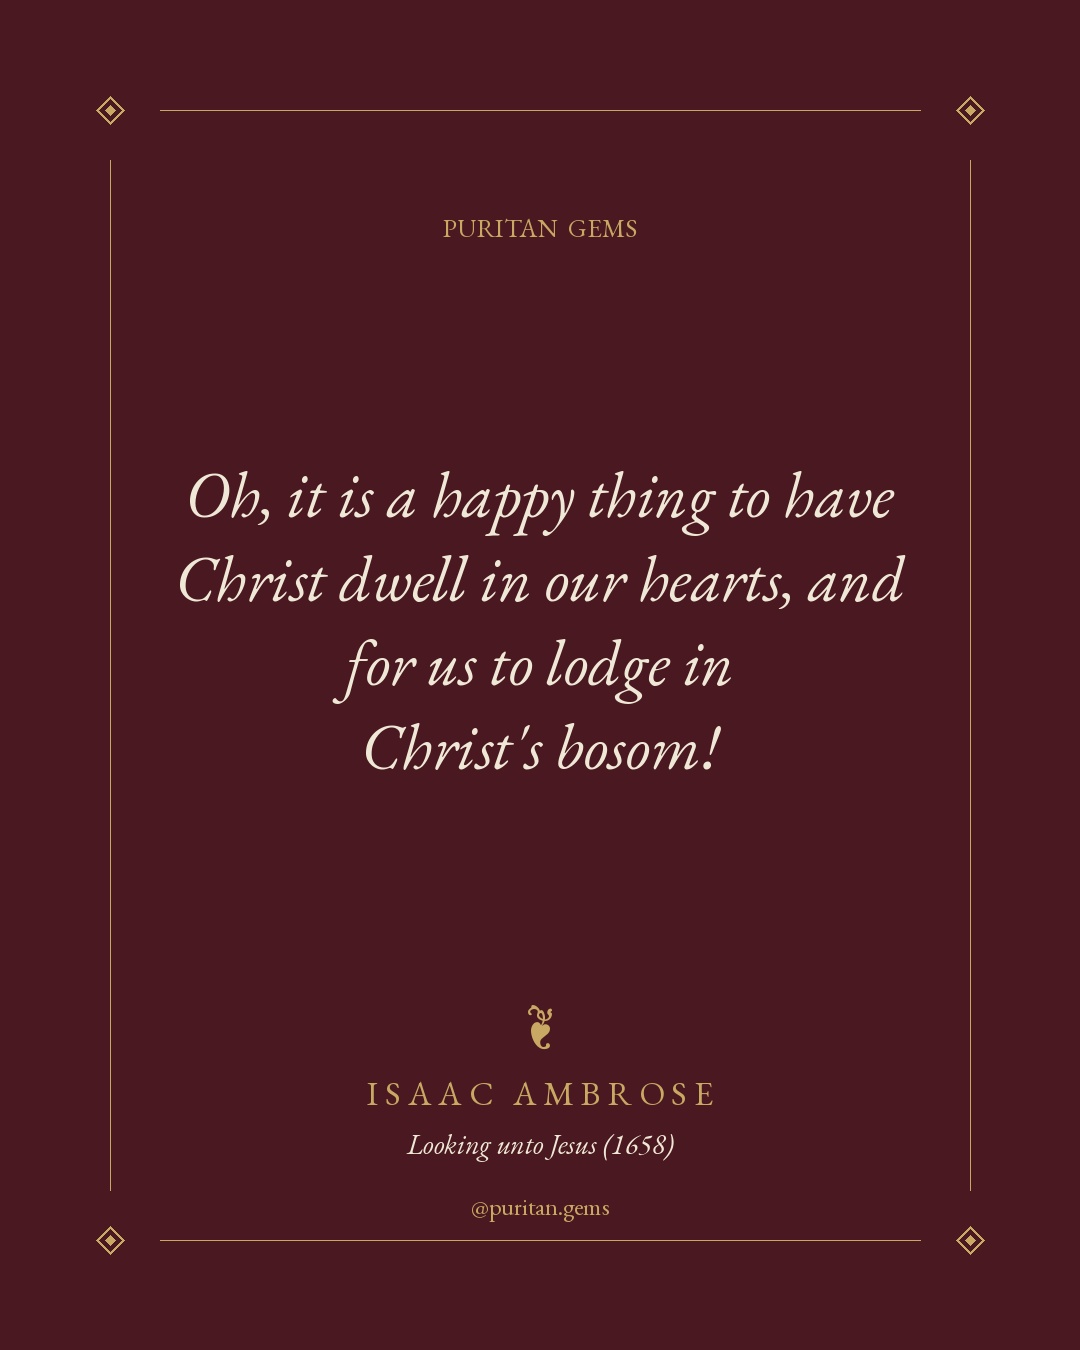 PURITAN GEMS
Oh, it is a happy thing to have
Christ dwell in our hearts, and
for us to lodge in
Christ's bosom!
ISAAC AMBROSE
Looking unto Jesus (1658)
@puritan.gems